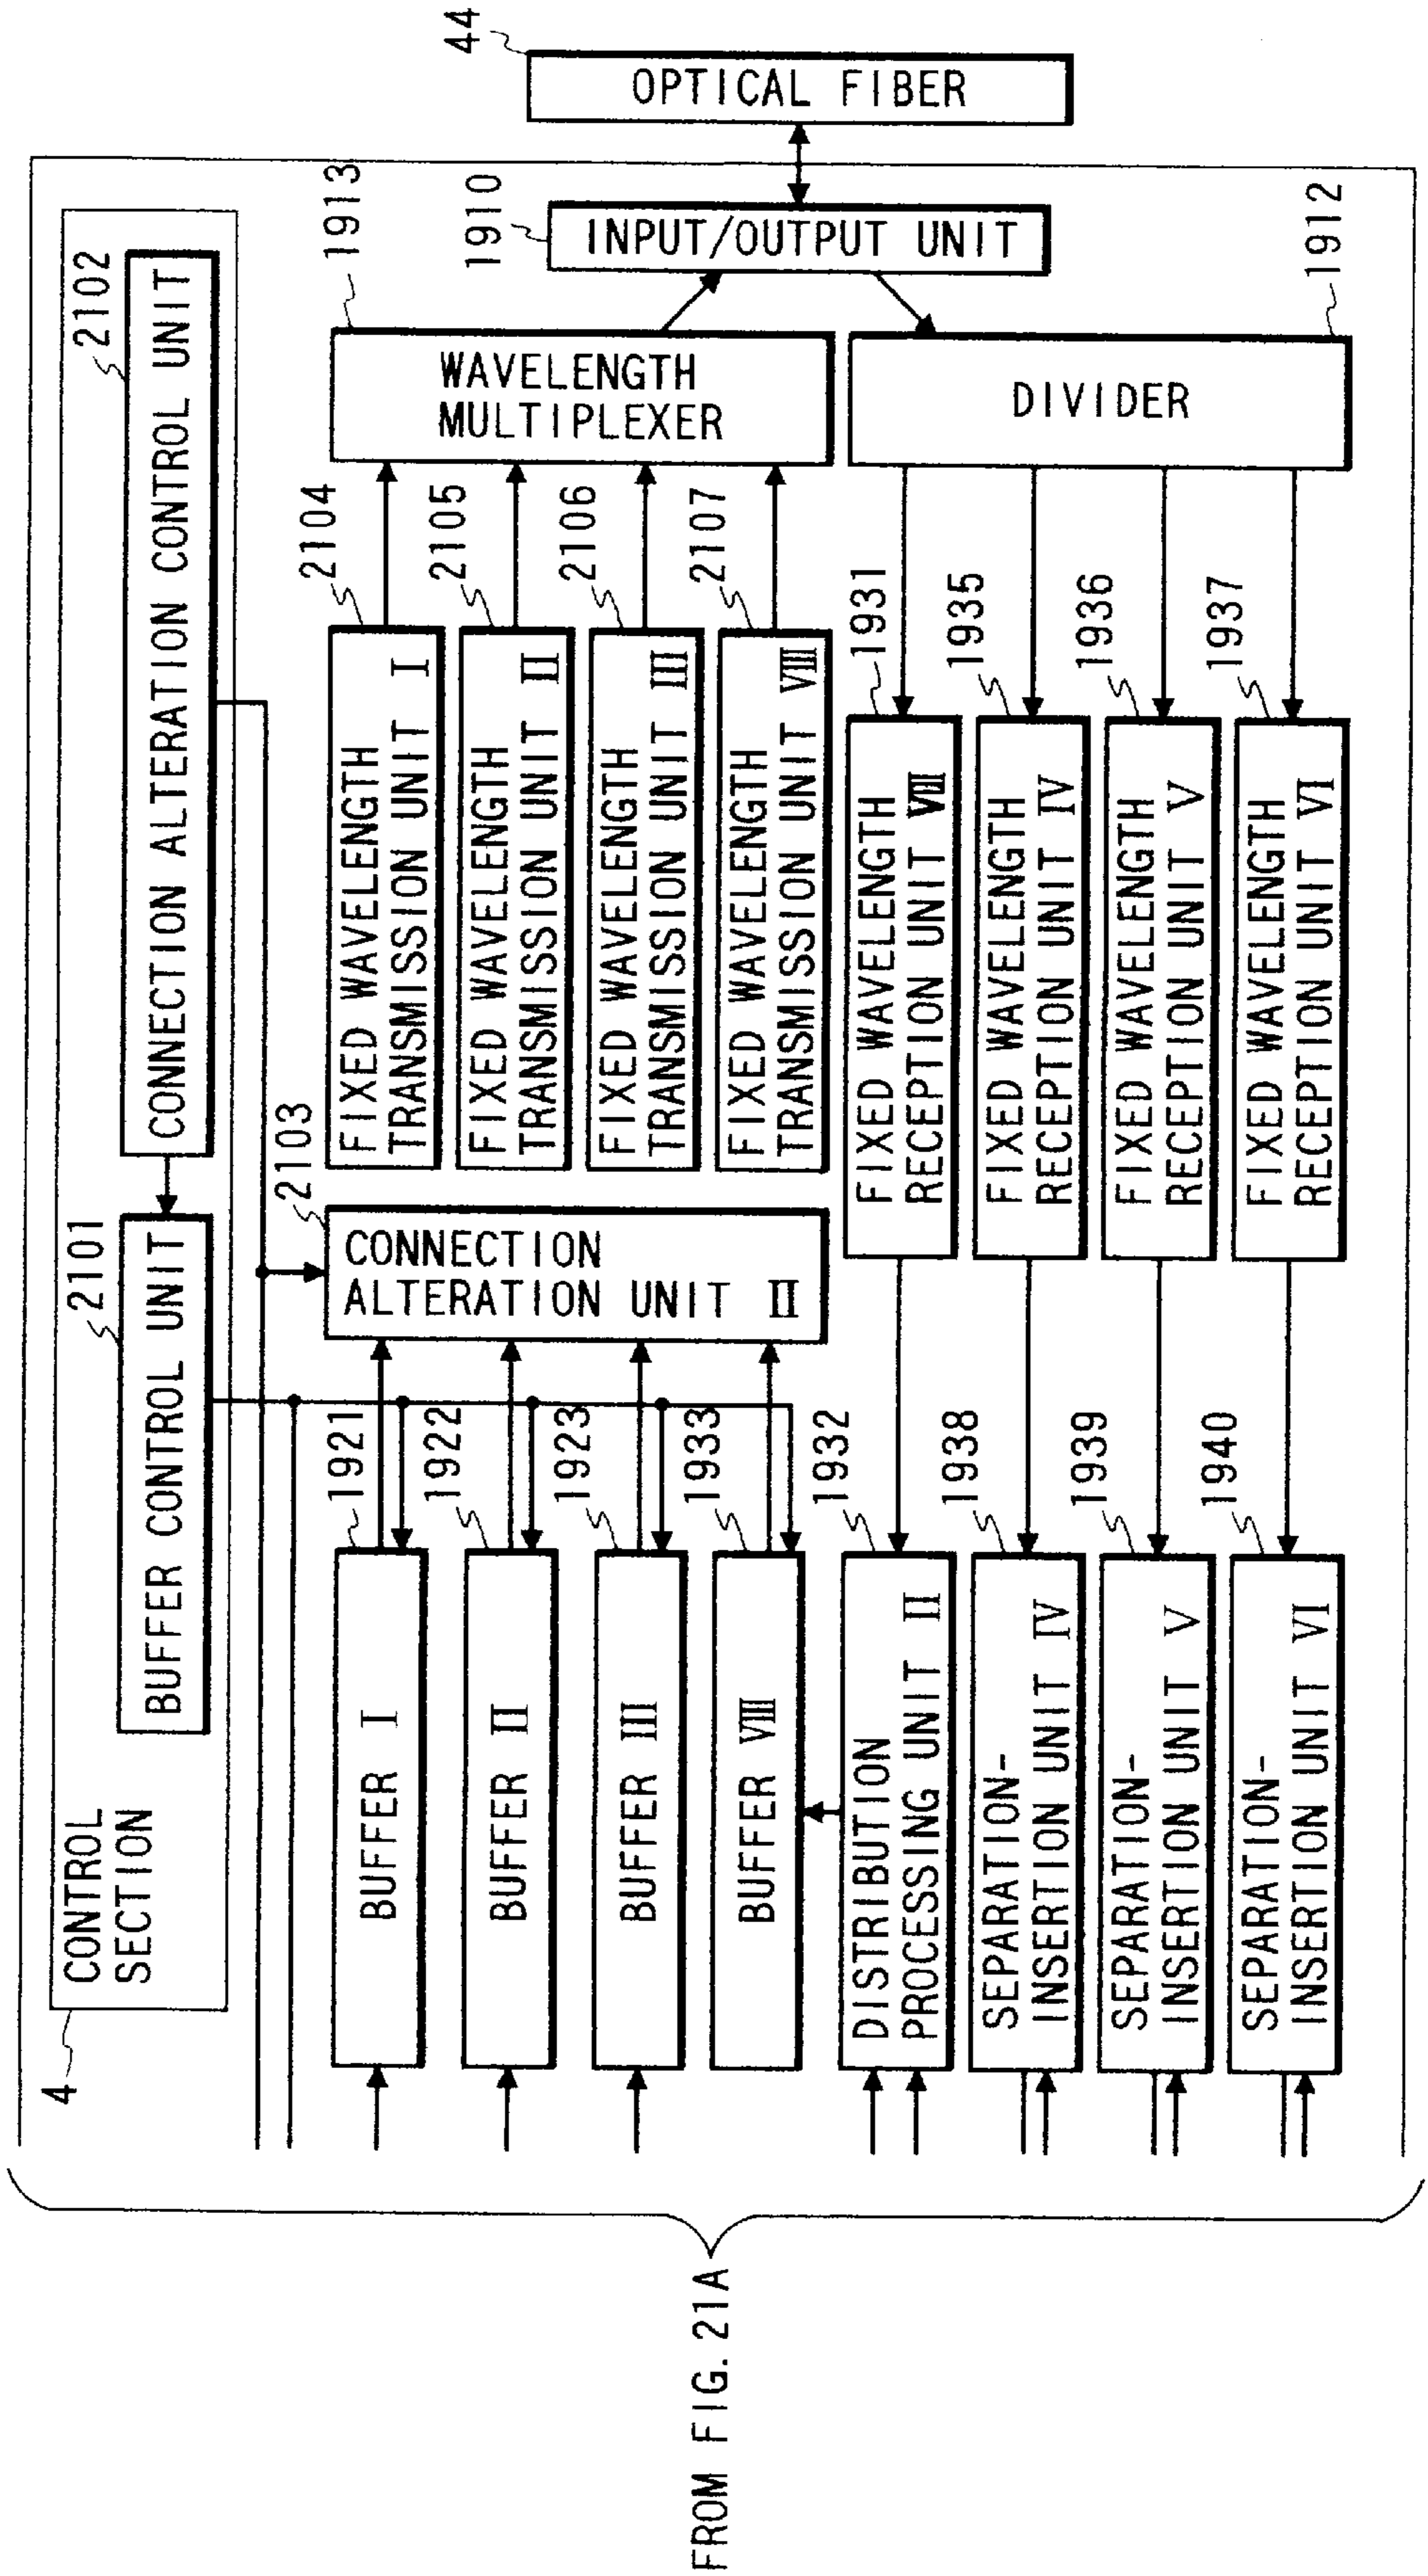 4
CONTROL
SECTION
2101
BUFFER CONTROL UNIT
2102
CONNECTION ALTERATION CONTROL UNIT
1921
BUFFER I
1922
BUFFER II
1923
BUFFER III
1933
BUFFER VIII
2103
CONNECTION
ALTERATION UNIT II
2104
FIXED WAVELENGTH
TRANSMISSION UNIT I
2105
FIXED WAVELENGTH
TRANSMISSION UNIT II
2106
FIXED WAVELENGTH
TRANSMISSION UNIT III
2107
FIXED WAVELENGTH
TRANSMISSION UNIT VIII
1913
WAVELENGTH
MULTIPLEXER
1910
INPUT/OUTPUT UNIT
44
OPTICAL FIBER
1912
DIVIDER
1932
DISTRIBUTION
PROCESSING UNIT II
1938
SEPARATION-
INSERTION UNIT IV
1939
SEPARATION-
INSERTION UNIT V
1940
SEPARATION-
INSERTION UNIT VI
1931
FIXED WAVELENGTH
RECEPTION UNIT VIII
1935
FIXED WAVELENGTH
RECEPTION UNIT IV
1936
FIXED WAVELENGTH
RECEPTION UNIT V
1937
FIXED WAVELENGTH
RECEPTION UNIT VI
FROM FIG. 21A